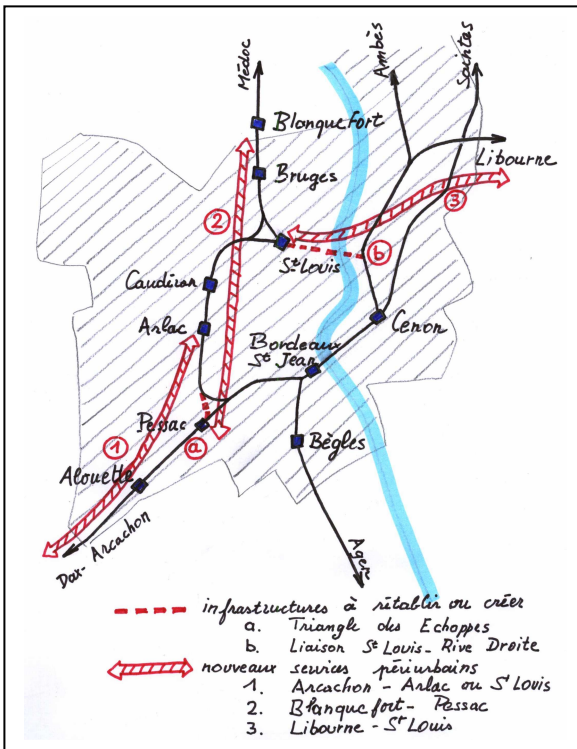 Médoc
Ambès
Saintes
Blanquefort
Libourne
Bruges
2
3
St Louis
b
Caudéran
Arlac
Cenon
Bordeaux
St Jean
Pessac
1
a
Bègles
Alouette
Dax-Arcachon
Agen
infrastructures à rétablir ou créer
a. Triangle des Echoppes
b. Liaison St Louis - Rive Droite
nouveaux services périurbains
1. Arcachon - Arlac ou St Louis
2. Blanquefort - Pessac
3. Libourne - St Louis